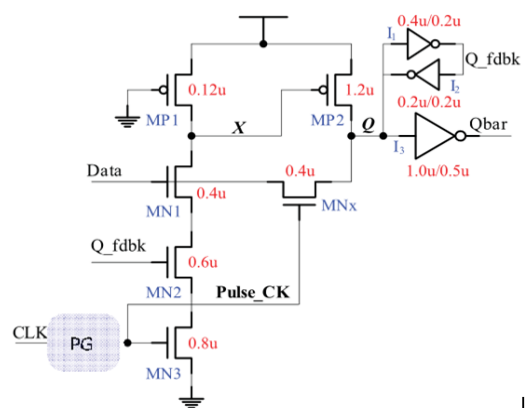 0.4u/0.2u
I1
Q_fdbk
I2
0.2u/0.2u
0.12u
MP1
1.2u
MP2
X
Q
I3
Qbar
1.0u/0.5u
Data
0.4u
MN1
0.4u
MNx
Q_fdbk
0.6u
MN2
Pulse_CK
CLK
PG
0.8u
MN3